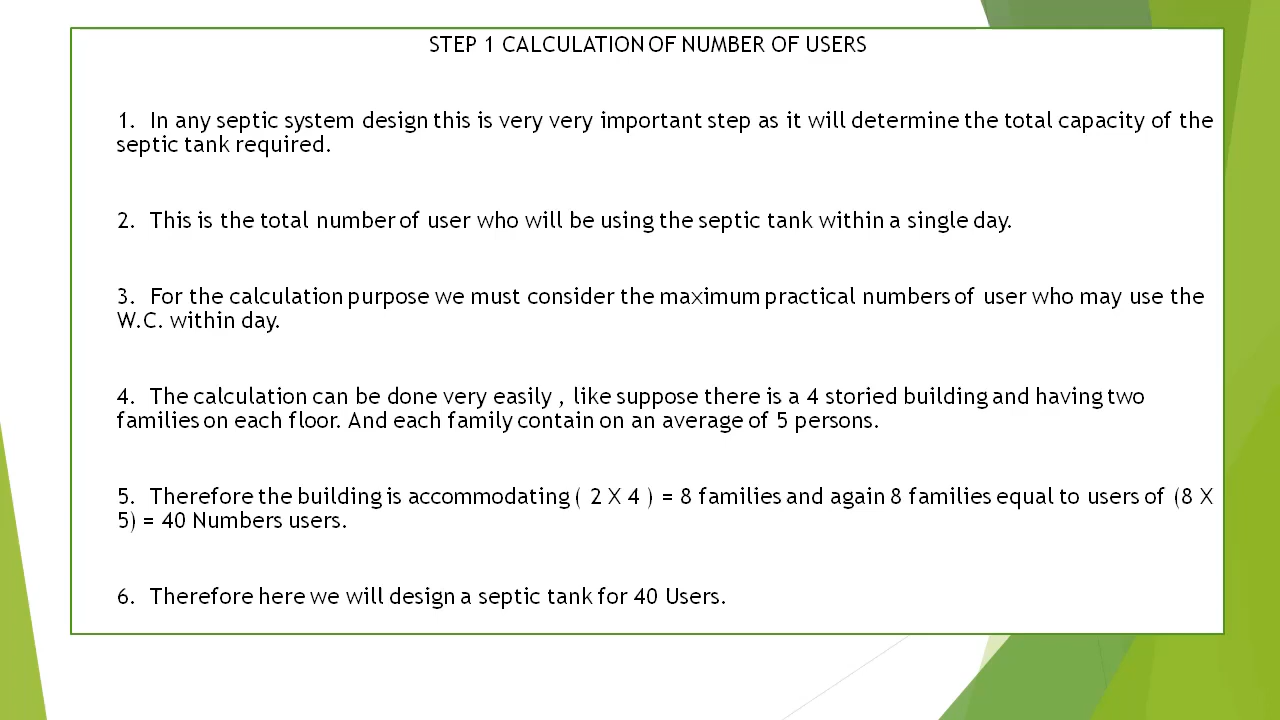 STEP 1 CALCULATION OF NUMBER OF USERS
1. In any septic system design this is very very important step as it will determine the total capacity of the
septic tank required.
2. This is the total number of user who will be using the septic tank within a single day.
3. For the calculation purpose we must consider the maximum practical numbers of user who may use the
W.C. within day.
4. The calculation can be done very easily , like suppose there is a 4 storied building and having two
families on each floor. And each family contain on an average of 5 persons.
5. Therefore the building is accommodating ( 2 X 4 ) = 8 families and again 8 families equal to users of (8 X
5) = 40 Numbers users.
6. Therefore here we will design a septic tank for 40 Users.